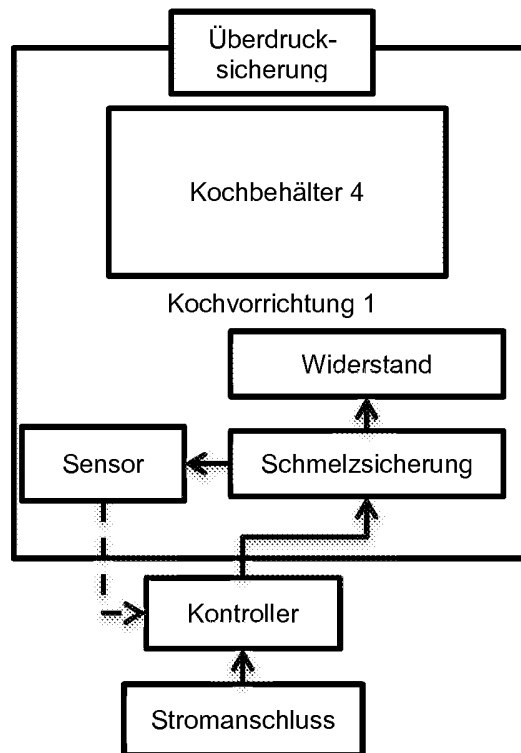 Überdruck-
sicherung
Kochbehälter 4
Kochvorrichtung 1
Widerstand
Sensor
Schmelzsicherung
Kontroller
Stromanschluss